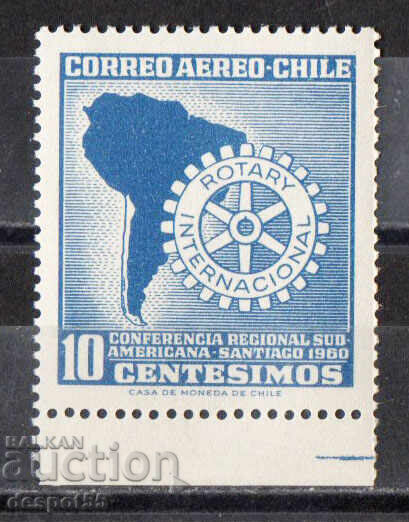 CORREO AEREO-CHILE
ROTARY
INTERNACIONAL
CONFERENCIA REGIONAL SUD-
AMERICANA - SANTIAGO 1960
10 CENTESIMOS
CASA DE MONEDA DE CHILE
BALKAN
auction
despot55